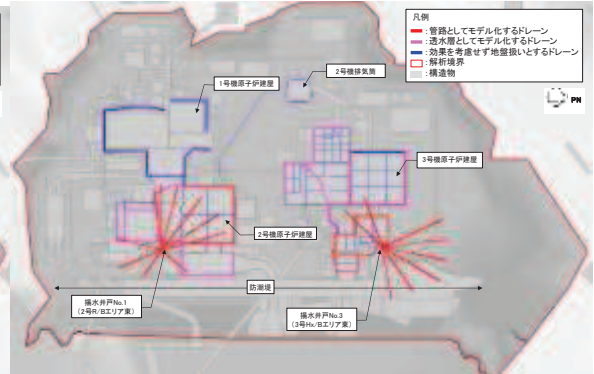 凡例
: 管路としてモデル化するドレーン
: 透水層としてモデル化するドレーン
: 効果を考慮せず地盤扱いとするドレーン
: 解析境界
: 構造物
PN
2号機排気筒
1号機原子炉建屋
3号機原子炉建屋
2号機原子炉建屋
防潮堤
揚水井戸No.1
(2号R/Bエリア東)
揚水井戸No.3
(3号Hx/Bエリア東)